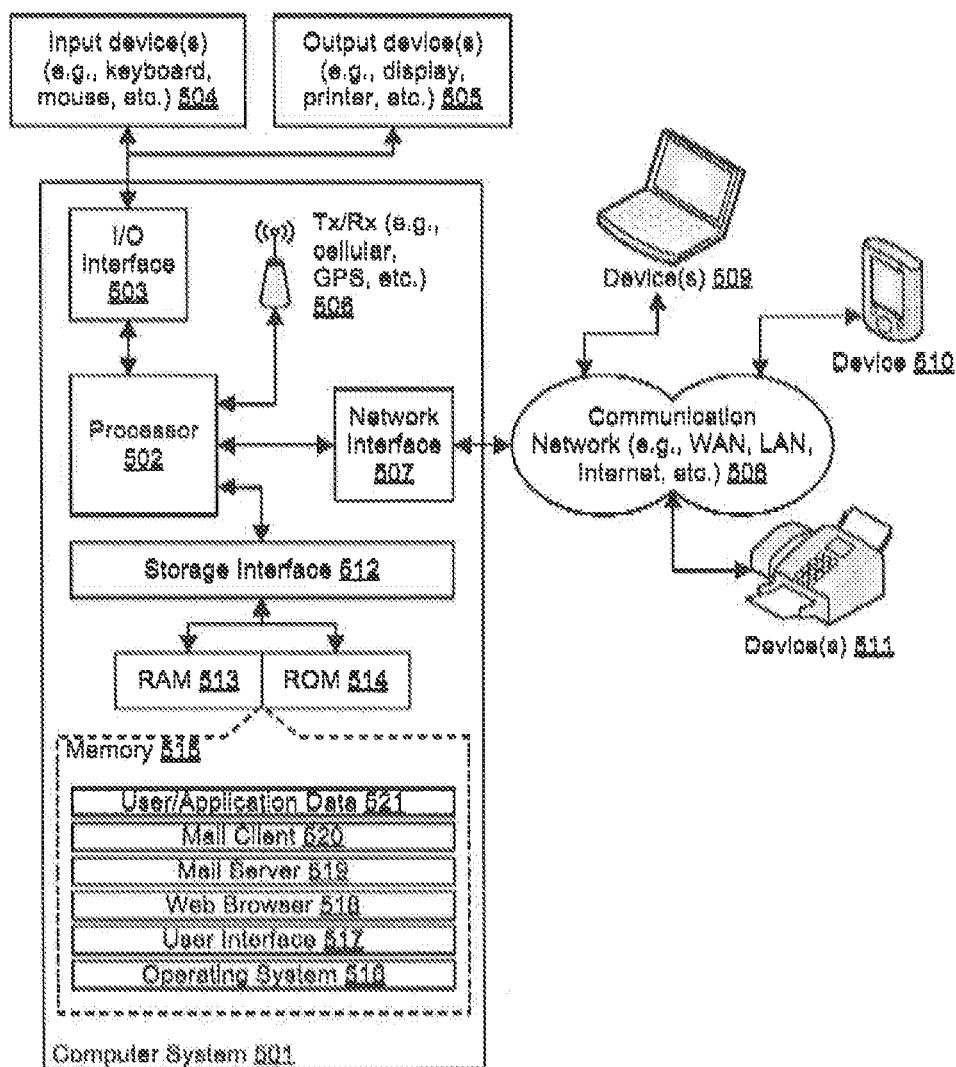 Input device(s)
(e.g., keyboard,
mouse, etc.) 504
Output device(s)
(e.g., display,
printer, etc.) 505
I/O
Interface
503
Tx/Rx (e.g.,
cellular,
GPS, etc.)
506
Processor
502
Network
Interface
507
Device(s) 509
Device 510
Communication
Network (e.g., WAN, LAN,
Internet, etc.) 508
Device(s) 511
Storage Interface 512
RAM 513
ROM 514
Memory 515
User/Application Data 521
Mail Client 520
Mail Server 519
Web Browser 518
User Interface 517
Operating System 516
Computer System 501